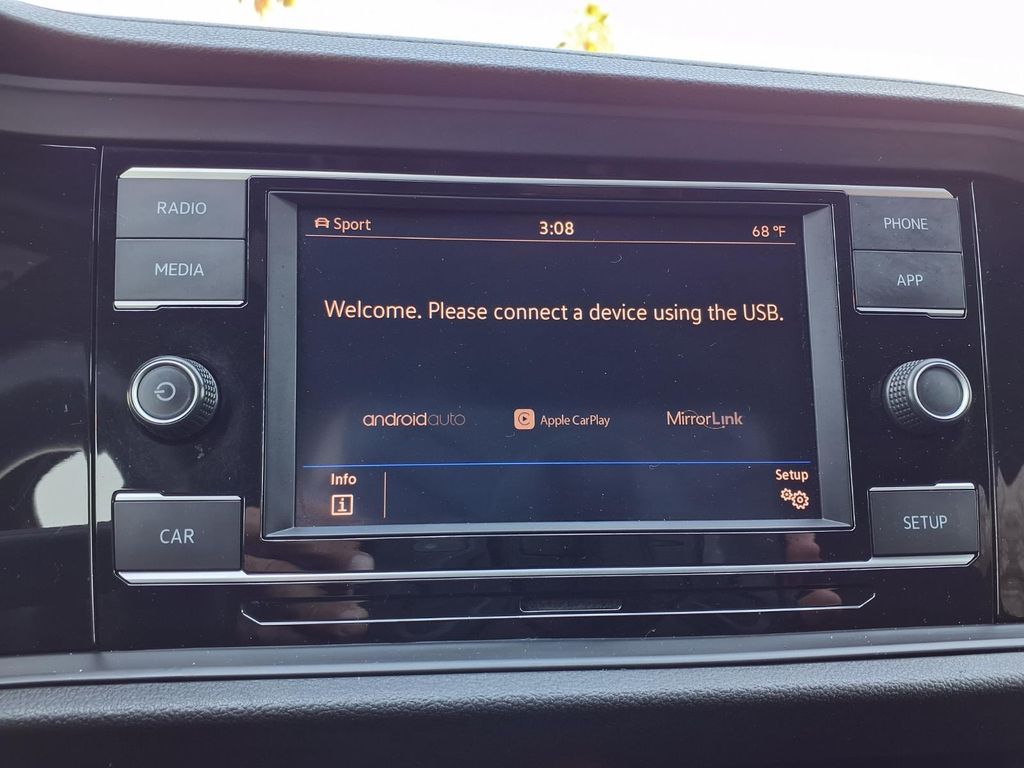 RADIO
MEDIA
Sport 3:08 68 °F
PHONE
APP
Welcome. Please connect a device using the USB.
androidauto Apple CarPlay MirrorLink
Info Setup
i
CAR
SETUP